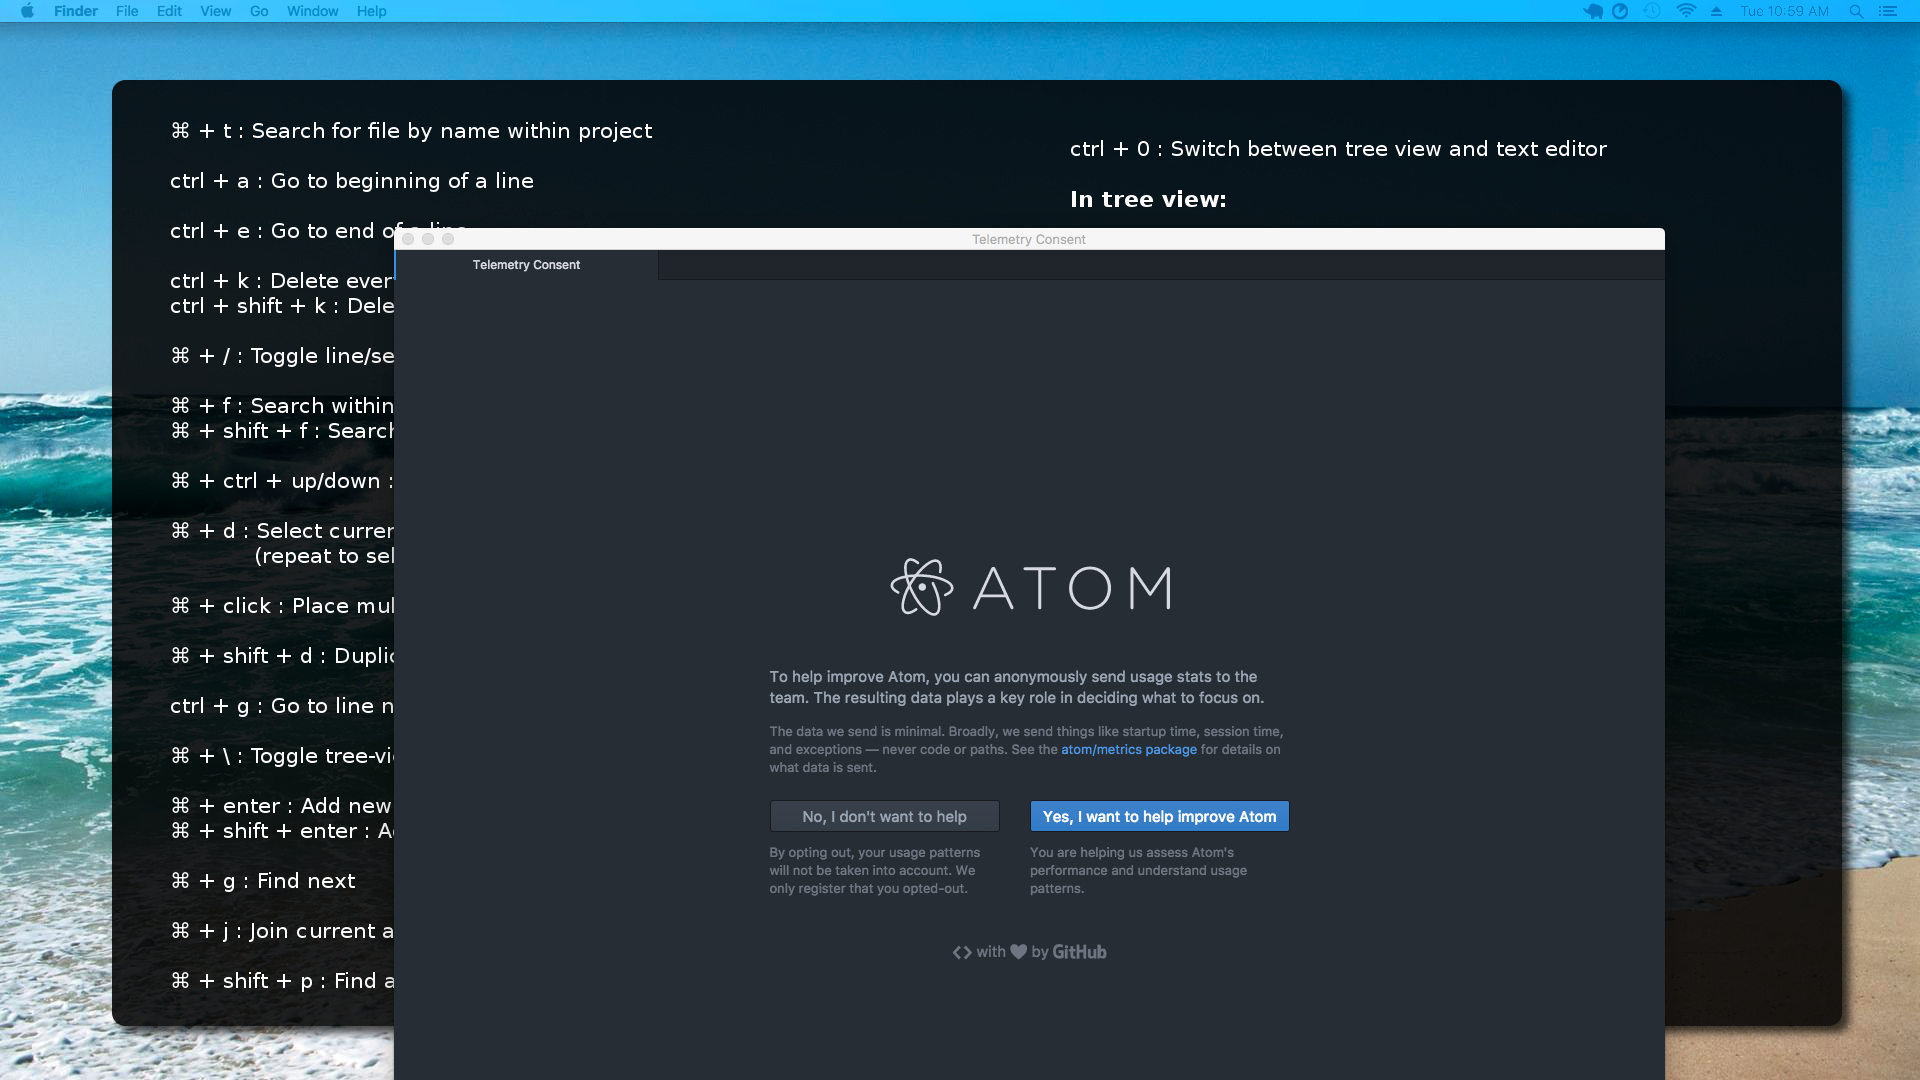 Finder File Edit View Go Window Help
Tue 10:59 AM
⌘ + t : Search for file by name within project
ctrl + a : Go to beginning of a line
ctrl + e : Go to end of a line
ctrl + k : Delete ever
ctrl + shift + k : Dele
⌘ + / : Toggle line/se
⌘ + f : Search within
⌘ + shift + f : Search
⌘ + ctrl + up/down :
⌘ + d : Select curren
(repeat to sel
⌘ + click : Place mul
⌘ + shift + d : Duplic
ctrl + g : Go to line n
⌘ + \ : Toggle tree-vi
⌘ + enter : Add new
⌘ + shift + enter : A
⌘ + g : Find next
⌘ + j : Join current a
⌘ + shift + p : Find a
ctrl + 0 : Switch between tree view and text editor
In tree view:
Telemetry Consent
Telemetry Consent
ATOM
To help improve Atom, you can anonymously send usage stats to the
team. The resulting data plays a key role in deciding what to focus on.
The data we send is minimal. Broadly, we send things like startup time, session time,
and exceptions — never code or paths. See the atom/metrics package for details on
what data is sent.
No, I don't want to help
Yes, I want to help improve Atom
By opting out, your usage patterns
will not be taken into account. We
only register that you opted-out.
You are helping us assess Atom's
performance and understand usage
patterns.
<> with ♥ by GitHub